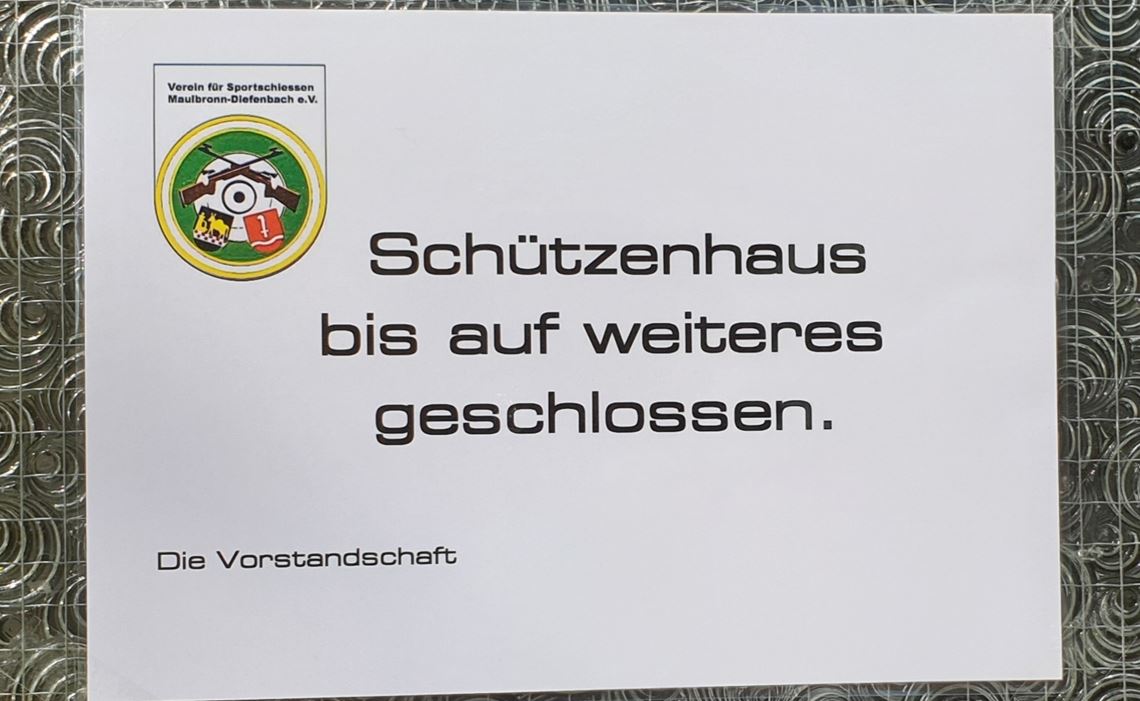 Verein für Sportschiessen
Maulbronn-Diefenbach e.V.
Schützenhaus
bis auf weiteres
geschlossen.
Die Vorstandschaft